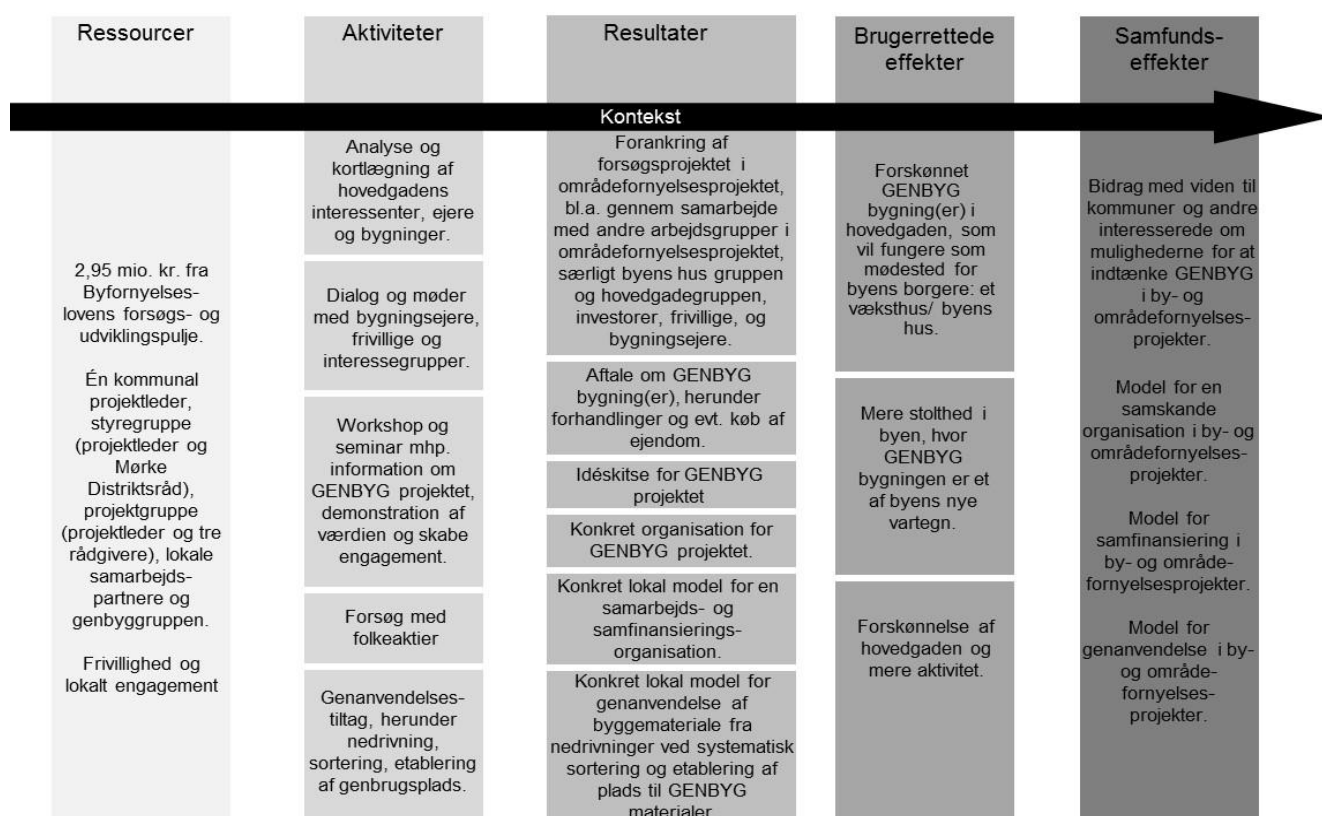 Ressourcer
2,95 mio. kr. fra
Byfornyelses-
lovens forsøgs- og
udviklingspulje.
Én kommunal
projektleder,
styregruppe
(projektleder og
Mørke
Distriktsråd),
projektgruppe
(projektleder og tre
rådgivere), lokale
samarbejds-
partnere og
genbyggruppen.
Frivillighed og
lokalt engagement
Aktiviteter
Analyse og
kortlægning af
hovedgadens
interessenter, ejere
og bygninger.
Dialog og møder
med bygningsejere,
frivillige og
interessegrupper.
Workshop og
seminar mhp.
information om
GENBYG projektet,
demonstration af
værdien og skabe
engagement.
Forsøg med
folkeaktier
Genanvendelses-
tiltag, herunder
nedrivning,
sortering, etablering
af genbrugsplads.
Resultater
Kontekst
Forankring af
forsøgsprojektet i
områdefornyelsesprojektet,
bl.a. gennem samarbejde
med andre arbejdsgrupper i
områdefornyelsesprojektet,
særligt byens hus gruppen
og hovedgadegruppen,
investorer, frivillige, og
bygningsejere.
Aftale om GENBYG
bygning(er), herunder
forhandlinger og evt. køb af
ejendom.
Idéskitse for GENBYG
projektet
Konkret organisation for
GENBYG projektet.
Konkret lokal model for en
samarbejds- og
samfinansierings-
organisation.
Konkret lokal model for
genanvendelse af
byggemateriale fra
nedrivninger ved systematisk
sortering og etablering af
plads til GENBYG
materialer
Brugerrettede
effekter
Forskønnet
GENBYG
bygning(er) i
hovedgaden, som
vil fungere som
mødested for
byens borgere: et
væksthus/ byens
hus.
Mere stolthed i
byen, hvor
GENBYG
bygningen er et
af byens nye
vartegn.
Forskønnelse af
hovedgaden og
mere aktivitet.
Samfunds-
effekter
Bidrag med viden til
kommuner og andre
interesserede om
mulighederne for at
indtænke GENBYG
i by- og
områdefornyelses-
projekter.
Model for en
samskande
organisation i by- og
områdefornyelses-
projekter.
Model for
samfinansiering i
by- og område-
fornyelsesprojekter.
Model for
genanvendelse i by-
og område-
fornyelses-
projekter.